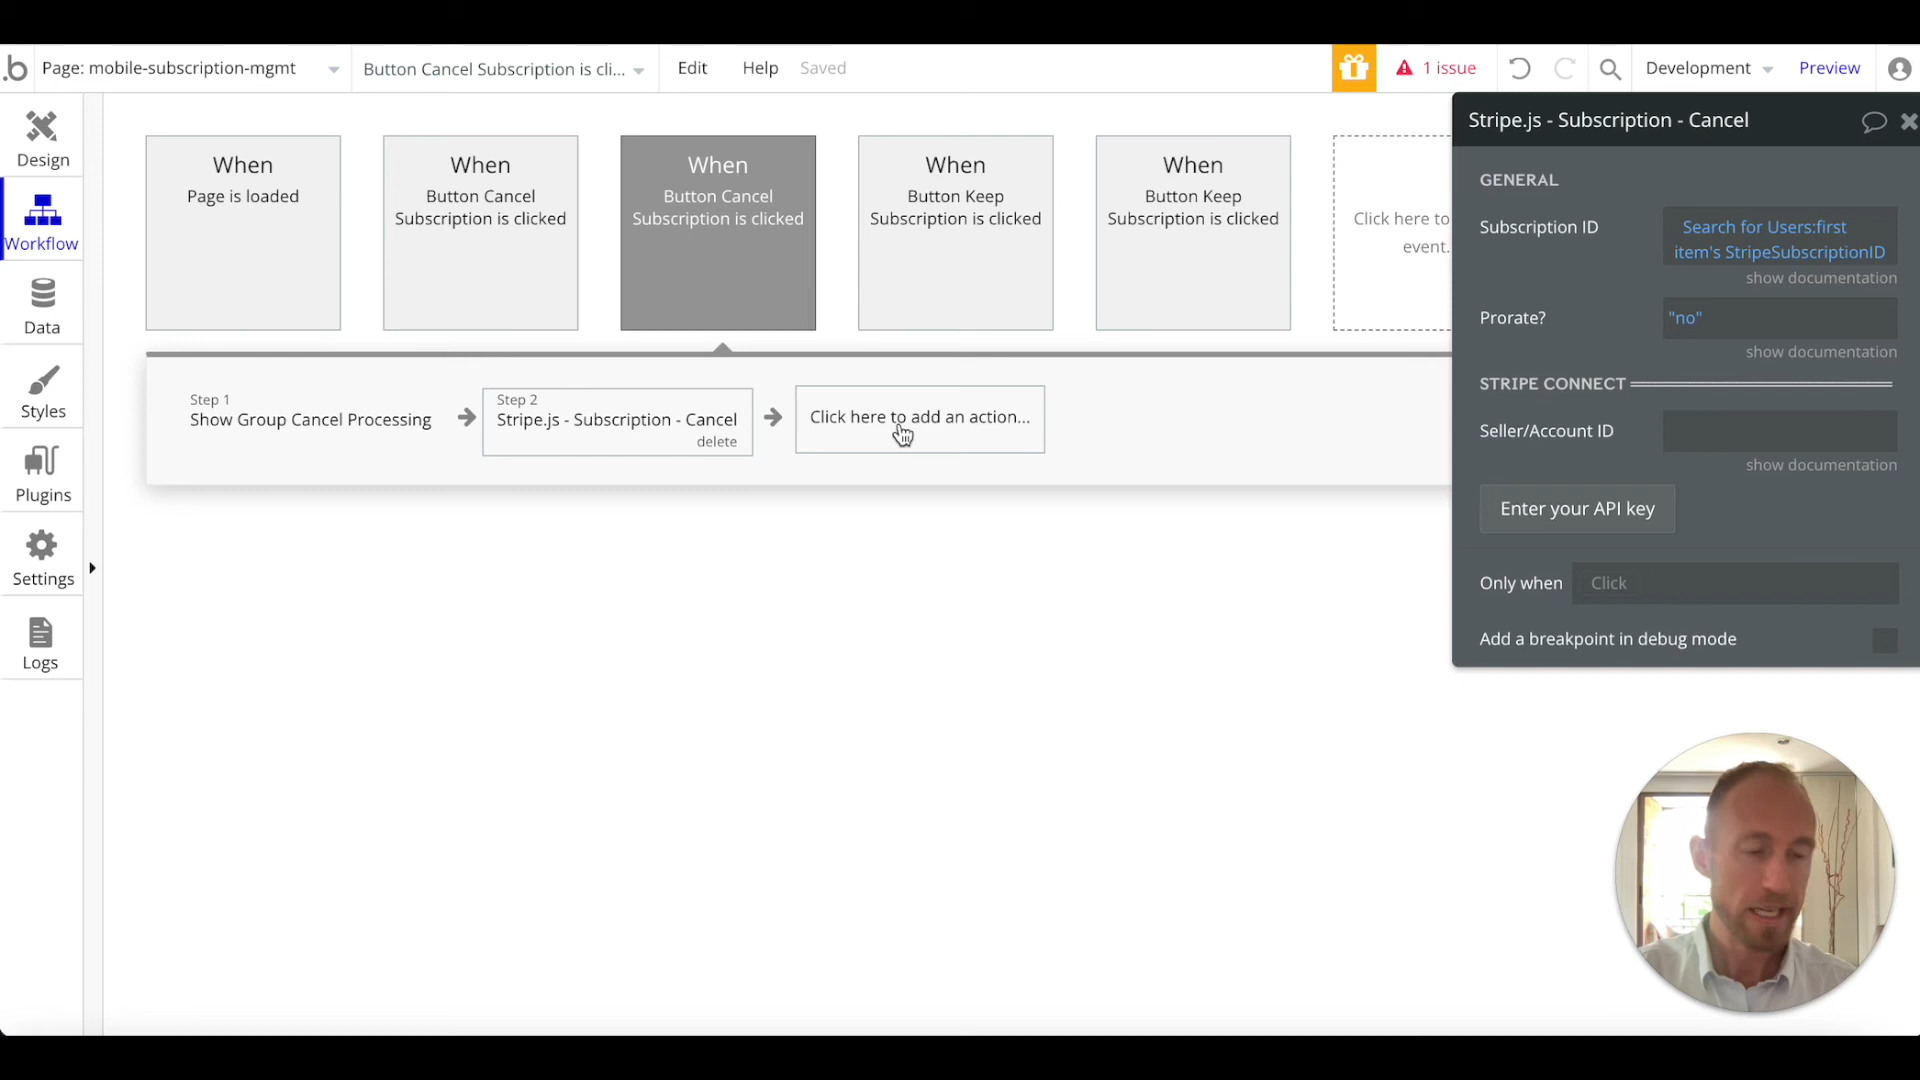 .b
Page: mobile-subscription-mgmt
Button Cancel Subscription is cli...
Edit
Help
Saved
1 issue
Development
Preview
Design
Workflow
Data
Styles
Plugins
Settings
Logs
When
Page is loaded
When
Button Cancel
Subscription is clicked
When
Button Cancel
Subscription is clicked
When
Button Keep
Subscription is clicked
When
Button Keep
Subscription is clicked
Click here to
event.
Step 1
Show Group Cancel Processing
Step 2
Stripe.js - Subscription - Cancel
delete
Click here to add an action...
Stripe.js - Subscription - Cancel
GENERAL
Subscription ID
Search for Users:first
item's StripeSubscriptionID
show documentation
Prorate?
"no"
show documentation
STRIPE CONNECT
Seller/Account ID
show documentation
Enter your API key
Only when
Click
Add a breakpoint in debug mode